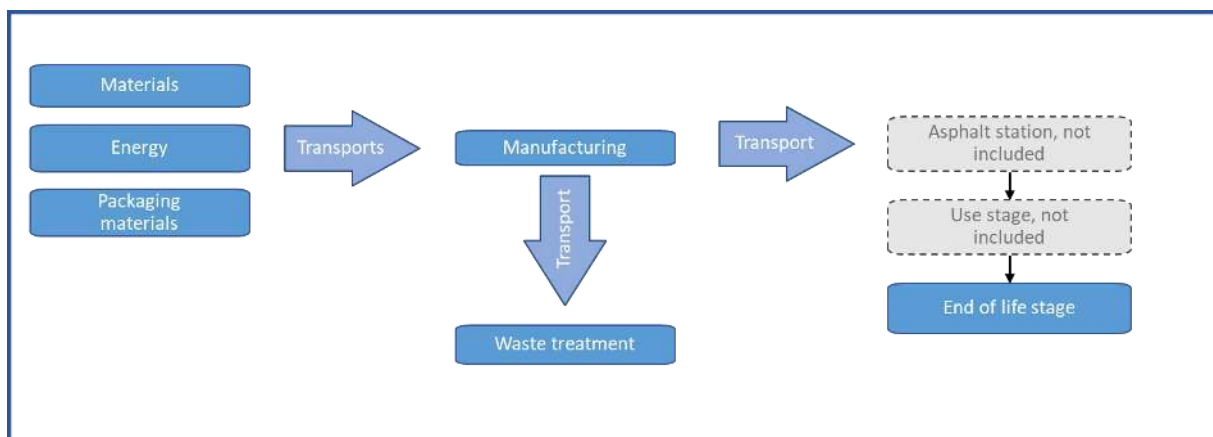 Materials
Energy
Packaging
materials
Transports
Manufacturing
Transport
Waste treatment
Transport
Asphalt station, not
included
Use stage, not
included
End of life stage